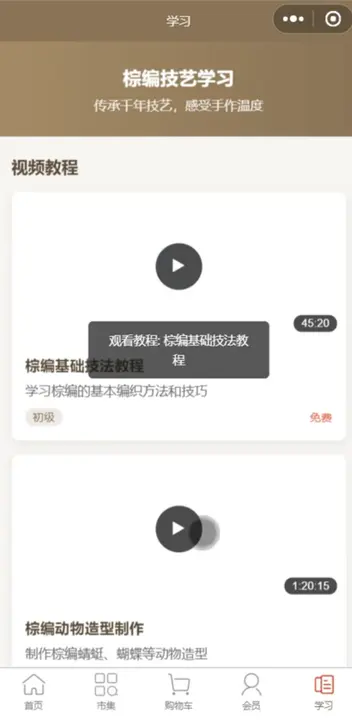 学习
棕编技艺学习
传承千年技艺，感受手作温度
视频教程
45:20
观看教程: 棕编基础技法教
程
棕编基础技法教程
学习棕编的基本编织方法和技巧
初级
免费
1:20:15
棕编动物造型制作
制作棕编蜻蜓、蝴蝶等动物造型
首页
市集
购物车
会员
学习